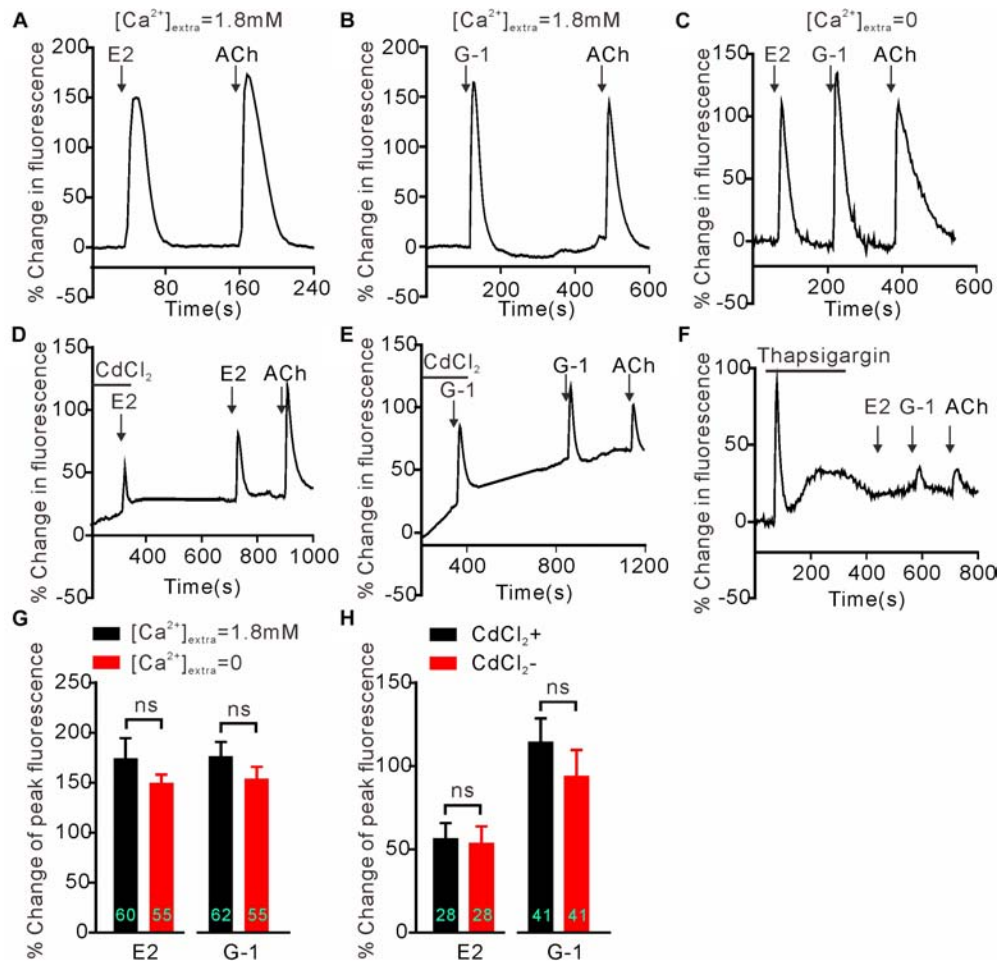 A
[Ca²⁺]extra=1.8mM
% Change in fluorescence
200
150
100
50
0
-50
E2
ACh
80
160
240
Time(s)
B
[Ca²⁺]extra=1.8mM
% Change in fluorescence
200
150
100
50
0
-50
G-1
ACh
200
400
600
Time(s)
C
[Ca²⁺]extra=0
% Change in fluorescence
150
100
50
0
-50
E2
G-1
ACh
200
400
600
Time(s)
D
% Change in fluorescence
150
100
50
0
-50
CdCl₂
E2
E2
ACh
400
600
800
1000
Time(s)
E
% Change in fluorescence
150
100
50
0
-50
CdCl₂
G-1
G-1
ACh
400
800
1200
Time(s)
F
% Change in fluorescence
100
50
0
-50
Thapsigargin
E2
G-1
ACh
200
400
600
800
Time(s)
G
[Ca²⁺]extra=1.8mM
[Ca²⁺]extra=0
% Change of peak fluorescence
250
200
150
100
50
0
ns
ns
60
55
62
55
E2
G-1
H
CdCl₂+
CdCl₂-
% Change of peak fluorescence
150
100
50
0
ns
ns
28
28
41
41
E2
G-1